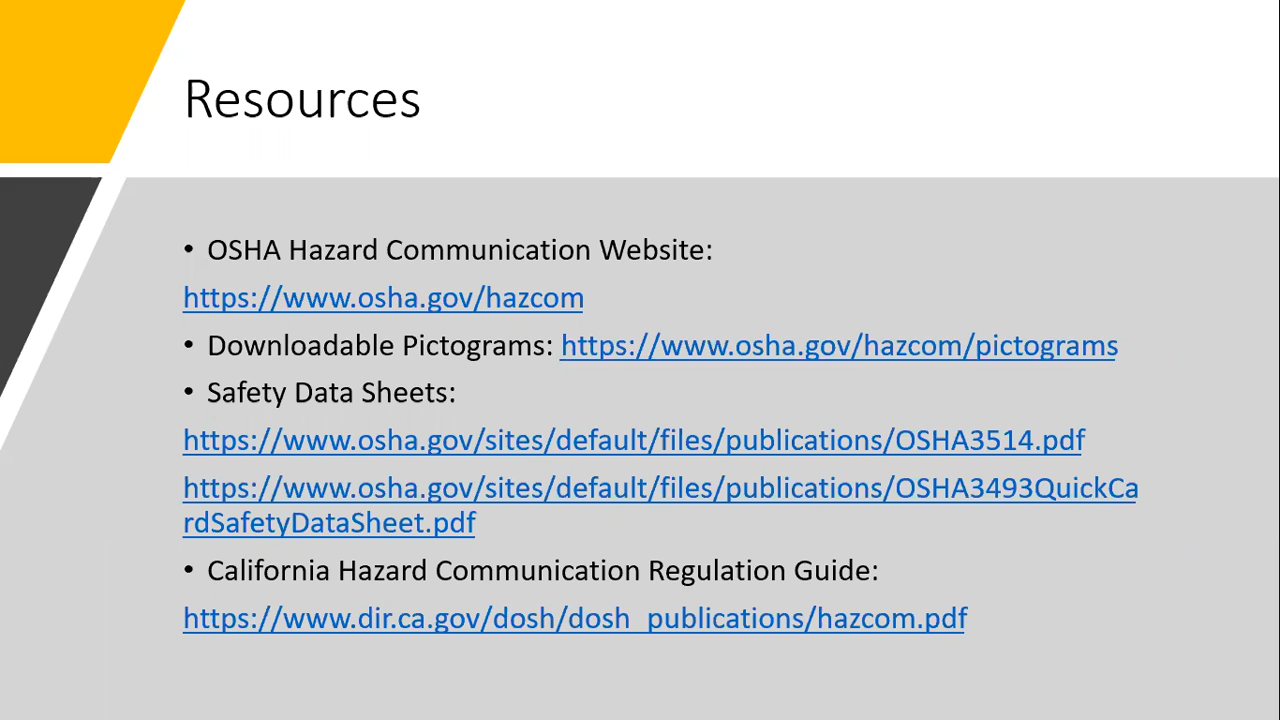 Resources
• OSHA Hazard Communication Website:
https://www.osha.gov/hazcom
• Downloadable Pictograms: https://www.osha.gov/hazcom/pictograms
• Safety Data Sheets:
https://www.osha.gov/sites/default/files/publications/OSHA3514.pdf
https://www.osha.gov/sites/default/files/publications/OSHA3493QuickCa
rdSafetyDataSheet.pdf
• California Hazard Communication Regulation Guide:
https://www.dir.ca.gov/dosh/dosh_publications/hazcom.pdf